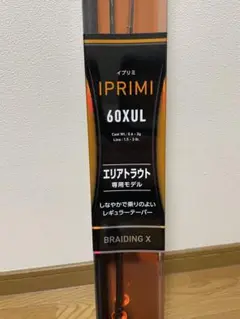 イプリミ
IPRIMI
60XUL
Cast Wt.: 0.6 - 3g
Line : 1.5 - 3 lb.
エリアトラウト
専用モデル
しなやかで乗りのよい
レギュラーテーパー
BRAIDING X